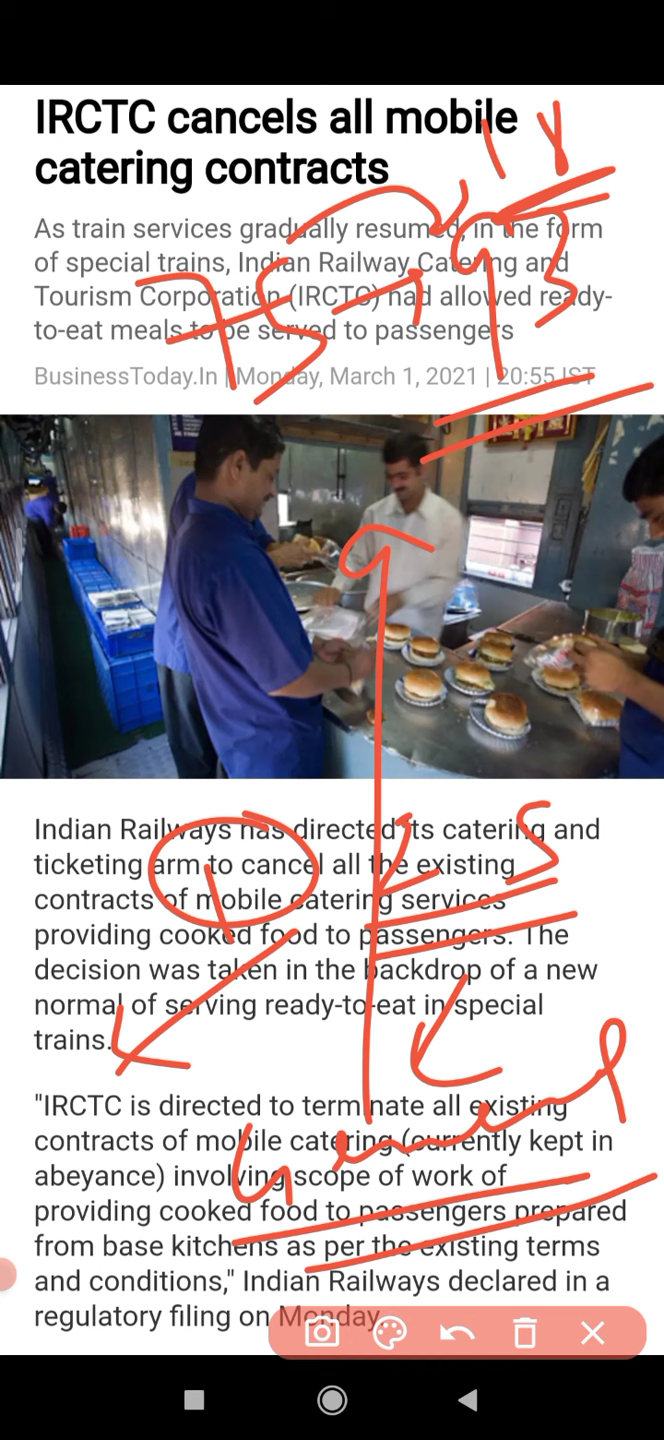 IRCTC cancels all mobile
catering contracts
As train services gradually resumed, in the form
of special trains, Indian Railway Catering and
Tourism Corporation (IRCTC) had allowed ready-
to-eat meals to be served to passengers
BusinessToday.In | Monday, March 1, 2021 | 20:55 IST
18
75 93
Indian Railways has directed its catering and
ticketing arm to cancel all the existing
contracts of mobile catering services
providing cooked food to passengers. The
decision was taken in the backdrop of a new
normal of serving ready-to-eat in special
trains.
"IRCTC is directed to terminate all existing
contracts of mobile catering (currently kept in
abeyance) involving scope of work of
providing cooked food to passengers prepared
from base kitchens as per the existing terms
and conditions," Indian Railways declared in a
regulatory filing on Monday.